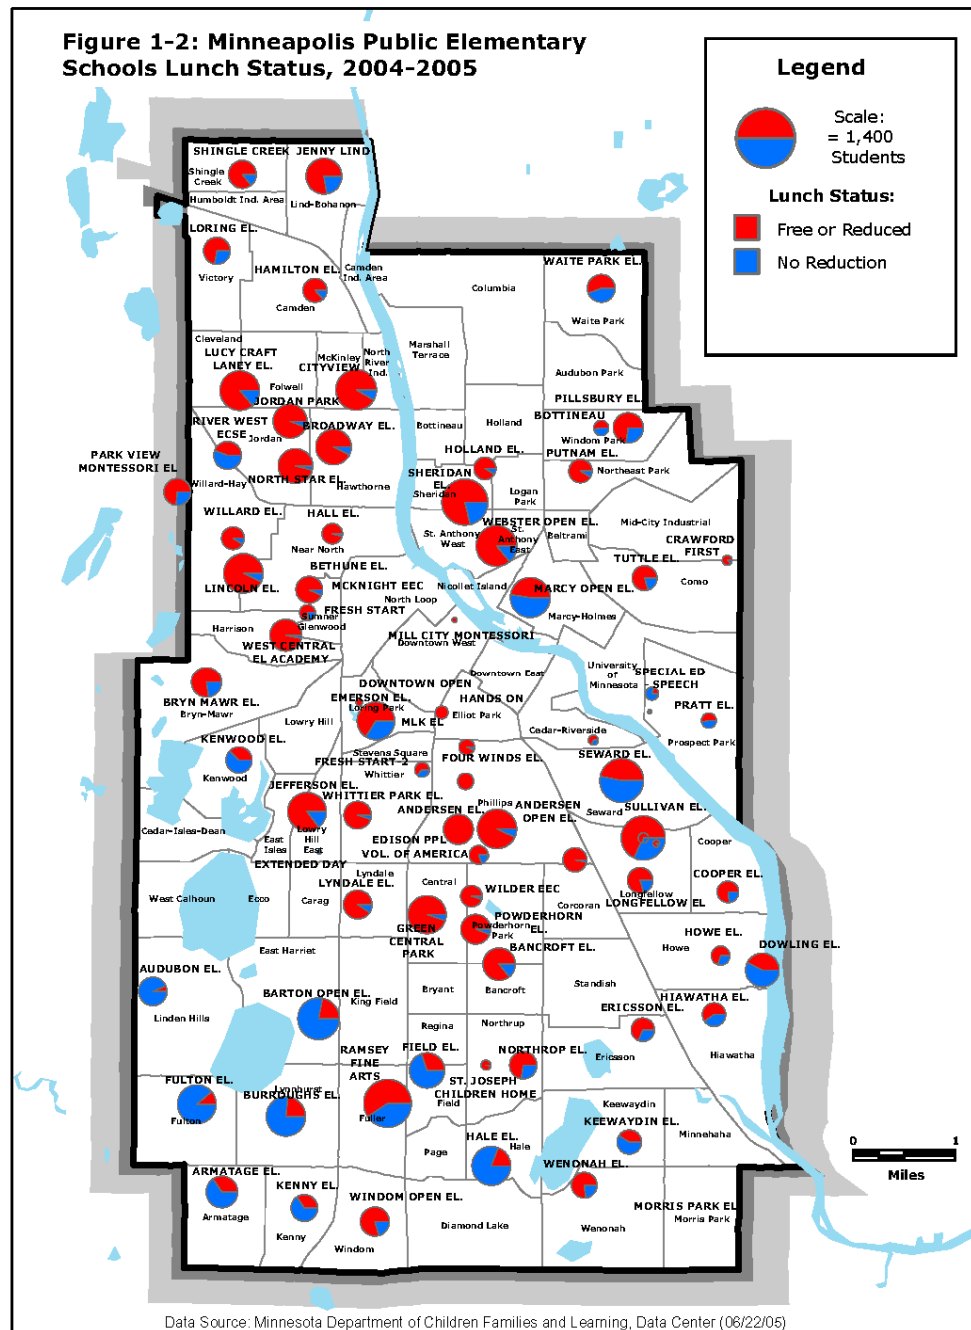 Figure 1-2: Minneapolis Public Elementary
Schools Lunch Status, 2004-2005
Legend
Scale:
= 1,400
Students
Lunch Status:
Free or Reduced
No Reduction
SHINGLE CREEK
JENNY LIND
Shingle
Creek
Humboldt Ind. Area
Lind-Bohanon
LORING EL.
Victory
HAMILTON EL.
Camden
Camden
Ind. Area
Columbia
WAITE PARK EL.
Waite Park
Cleveland
LUCY CRAFT
LANEY EL.
Folwell
McKinley
CITYVIEW
North
River
Ind.
Marshall
Terrace
Audubon Park
JORDAN PARK
RIVER WEST
ECSE
Jordan
BROADWAY EL.
Bottineau
Holland
PILLSBURY EL.
BOTTINEAU
Windom Park
PUTNAM EL.
Northeast Park
PARK VIEW
MONTESSORI EL
Willard-Hay
NORTH STAR EL.
Hawthorne
HOLLAND EL.
SHERIDAN
EL.
Sheridan
Logan
Park
WILLARD EL.
HALL EL.
Near North
St. Anthony
West
WEBSTER OPEN EL.
St.
Anthony
East
Beltrami
Mid-City Industrial
CRAWFORD
FIRST
BETHUNE EL.
LINCOLN EL.
MCKNIGHT EEC
Nicollet Island
MARCY OPEN EL.
TUTTLE EL.
Como
North Loop
FRESH START
Sumner
Glenwood
Harrison
Marcy-Holmes
WEST CENTRAL
EL ACADEMY
MILL CITY MONTESSORI
Downtown West
Downtown East
University
of
Minnesota
SPECIAL ED
SPEECH
BRYN MAWR EL.
Bryn-Mawr
DOWNTOWN OPEN
EMERSON EL.
Loring Park
HANDS ON
MLK EL
Elliot Park
PRATT EL.
Prospect Park
Lowry Hill
Cedar-Riverside
KENWOOD EL.
Kenwood
Stevens Square
FRESH START 2
Whittier
FOUR WINDS EL.
SEWARD EL.
JEFFERSON EL.
WHITTIER PARK EL.
ANDERSEN EL.
Phillips
ANDERSEN
OPEN EL.
Seward
SULLIVAN EL.
Cedar-Isles-Dean
East
Isles
Lowry
Hill
East
EDISON PPL
VOL. OF AMERICA
Cooper
EXTENDED DAY
Lyndale
LYNDALE EL.
Central
WILDER EEC
Longfellow
LONGFELLOW EL
COOPER EL.
West Calhoun
Ecco
Carag
Corcoran
GREEN
CENTRAL
PARK
POWDERHORN
EL.
Powderhorn
Park
BANCROFT EL.
HOWE EL.
Howe
DOWLING EL.
East Harriet
AUDUBON EL.
Linden Hills
BARTON OPEN EL.
King Field
Bryant
Bancroft
Standish
HIAWATHA EL.
ERICSSON EL.
Hiawatha
Regina
Northrup
RAMSEY
FINE
ARTS
FIELD EL.
NORTHROP EL.
Ericsson
FULTON EL.
Fulton
Lynnhurst
BURROUGHS EL.
Fuller
ST. JOSEPH
CHILDREN HOME
Field
Keewaydin
KEEWAYDIN EL.
Minnehaha
HALE EL.
Hale
Page
0
1
Miles
ARMATAGE EL.
Armatage
KENNY EL.
Kenny
WINDOM OPEN EL.
Windom
Diamond Lake
WENONAH EL.
Wenonah
MORRIS PARK EL
Morris Park
Data Source: Minnesota Department of Children Families and Learning, Data Center (06/22/05)